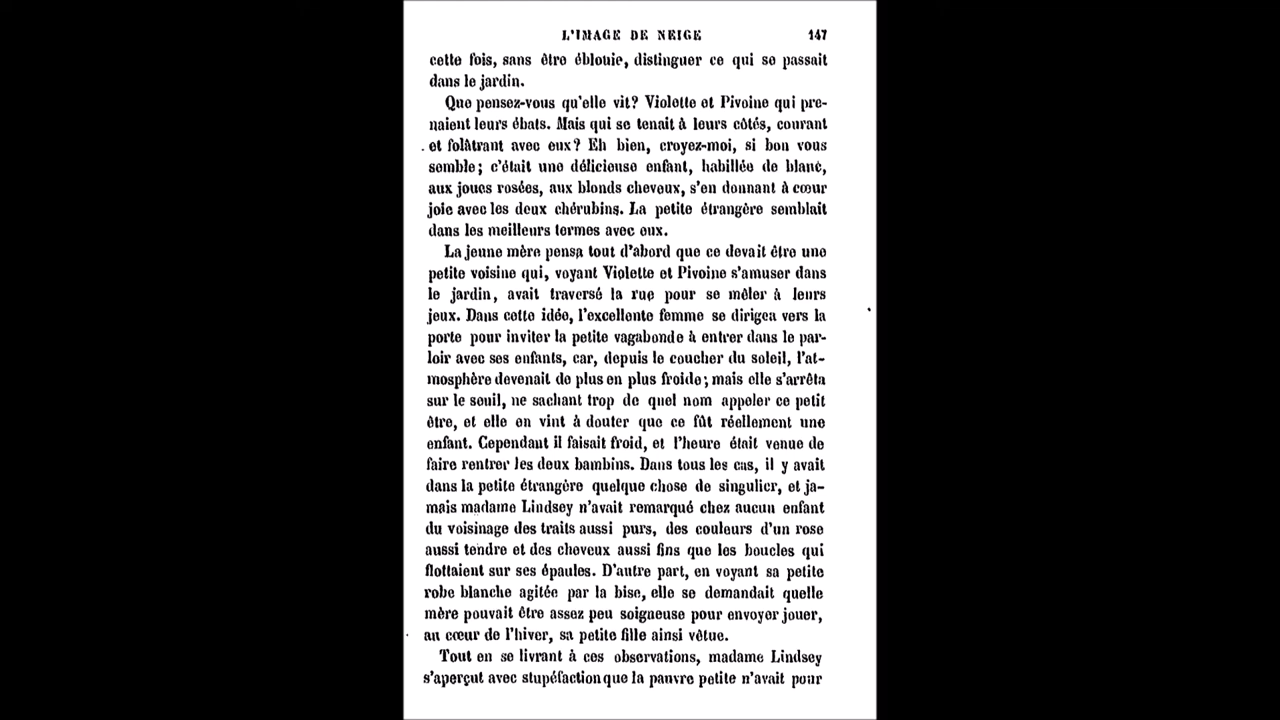 L'IMAGE DE NEIGE 147
cette fois, sans être éblouie, distinguer ce qui se passait
dans le jardin.
Que pensez-vous qu'elle vit? Violette et Pivoine qui pre-
naient leurs ébats. Mais qui se tenait à leurs côtés, courant
et folâtrant avec eux? Eh bien, croyez-moi, si bon vous
semble; c'était une délicieuse enfant, habillée de blanc,
aux joues rosées, aux blonds cheveux, s'en donnant à cœur
joie avec les deux chérubins. La petite étrangère semblait
dans les meilleurs termes avec eux.
La jeune mère pensa tout d'abord que ce devait être une
petite voisine qui, voyant Violette et Pivoine s'amuser dans
le jardin, avait traversé la rue pour se mêler à leurs
jeux. Dans cette idée, l'excellente femme se dirigea vers la
porte pour inviter la petite vagabonde à entrer dans le par-
loir avec ses enfants, car, depuis le coucher du soleil, l'at-
mosphère devenait de plus en plus froide; mais elle s'arrêta
sur le seuil, ne sachant trop de quel nom appeler ce petit
être, et elle en vint à douter que ce fût réellement une
enfant. Cependant il faisait froid, et l'heure était venue de
faire rentrer les deux bambins. Dans tous les cas, il y avait
dans la petite étrangère quelque chose de singulier, et ja-
mais madame Lindsey n'avait remarqué chez aucun enfant
du voisinage des traits aussi purs, des couleurs d'un rose
aussi tendre et des cheveux aussi fins que les boucles qui
flottaient sur ses épaules. D'autre part, en voyant sa petite
robe blanche agitée par la bise, elle se demandait quelle
mère pouvait être assez peu soigneuse pour envoyer jouer,
au cœur de l'hiver, sa petite fille ainsi vêtue.
Tout en se livrant à ces observations, madame Lindsey
s'aperçut avec stupéfaction que la pauvre petite n'avait pour